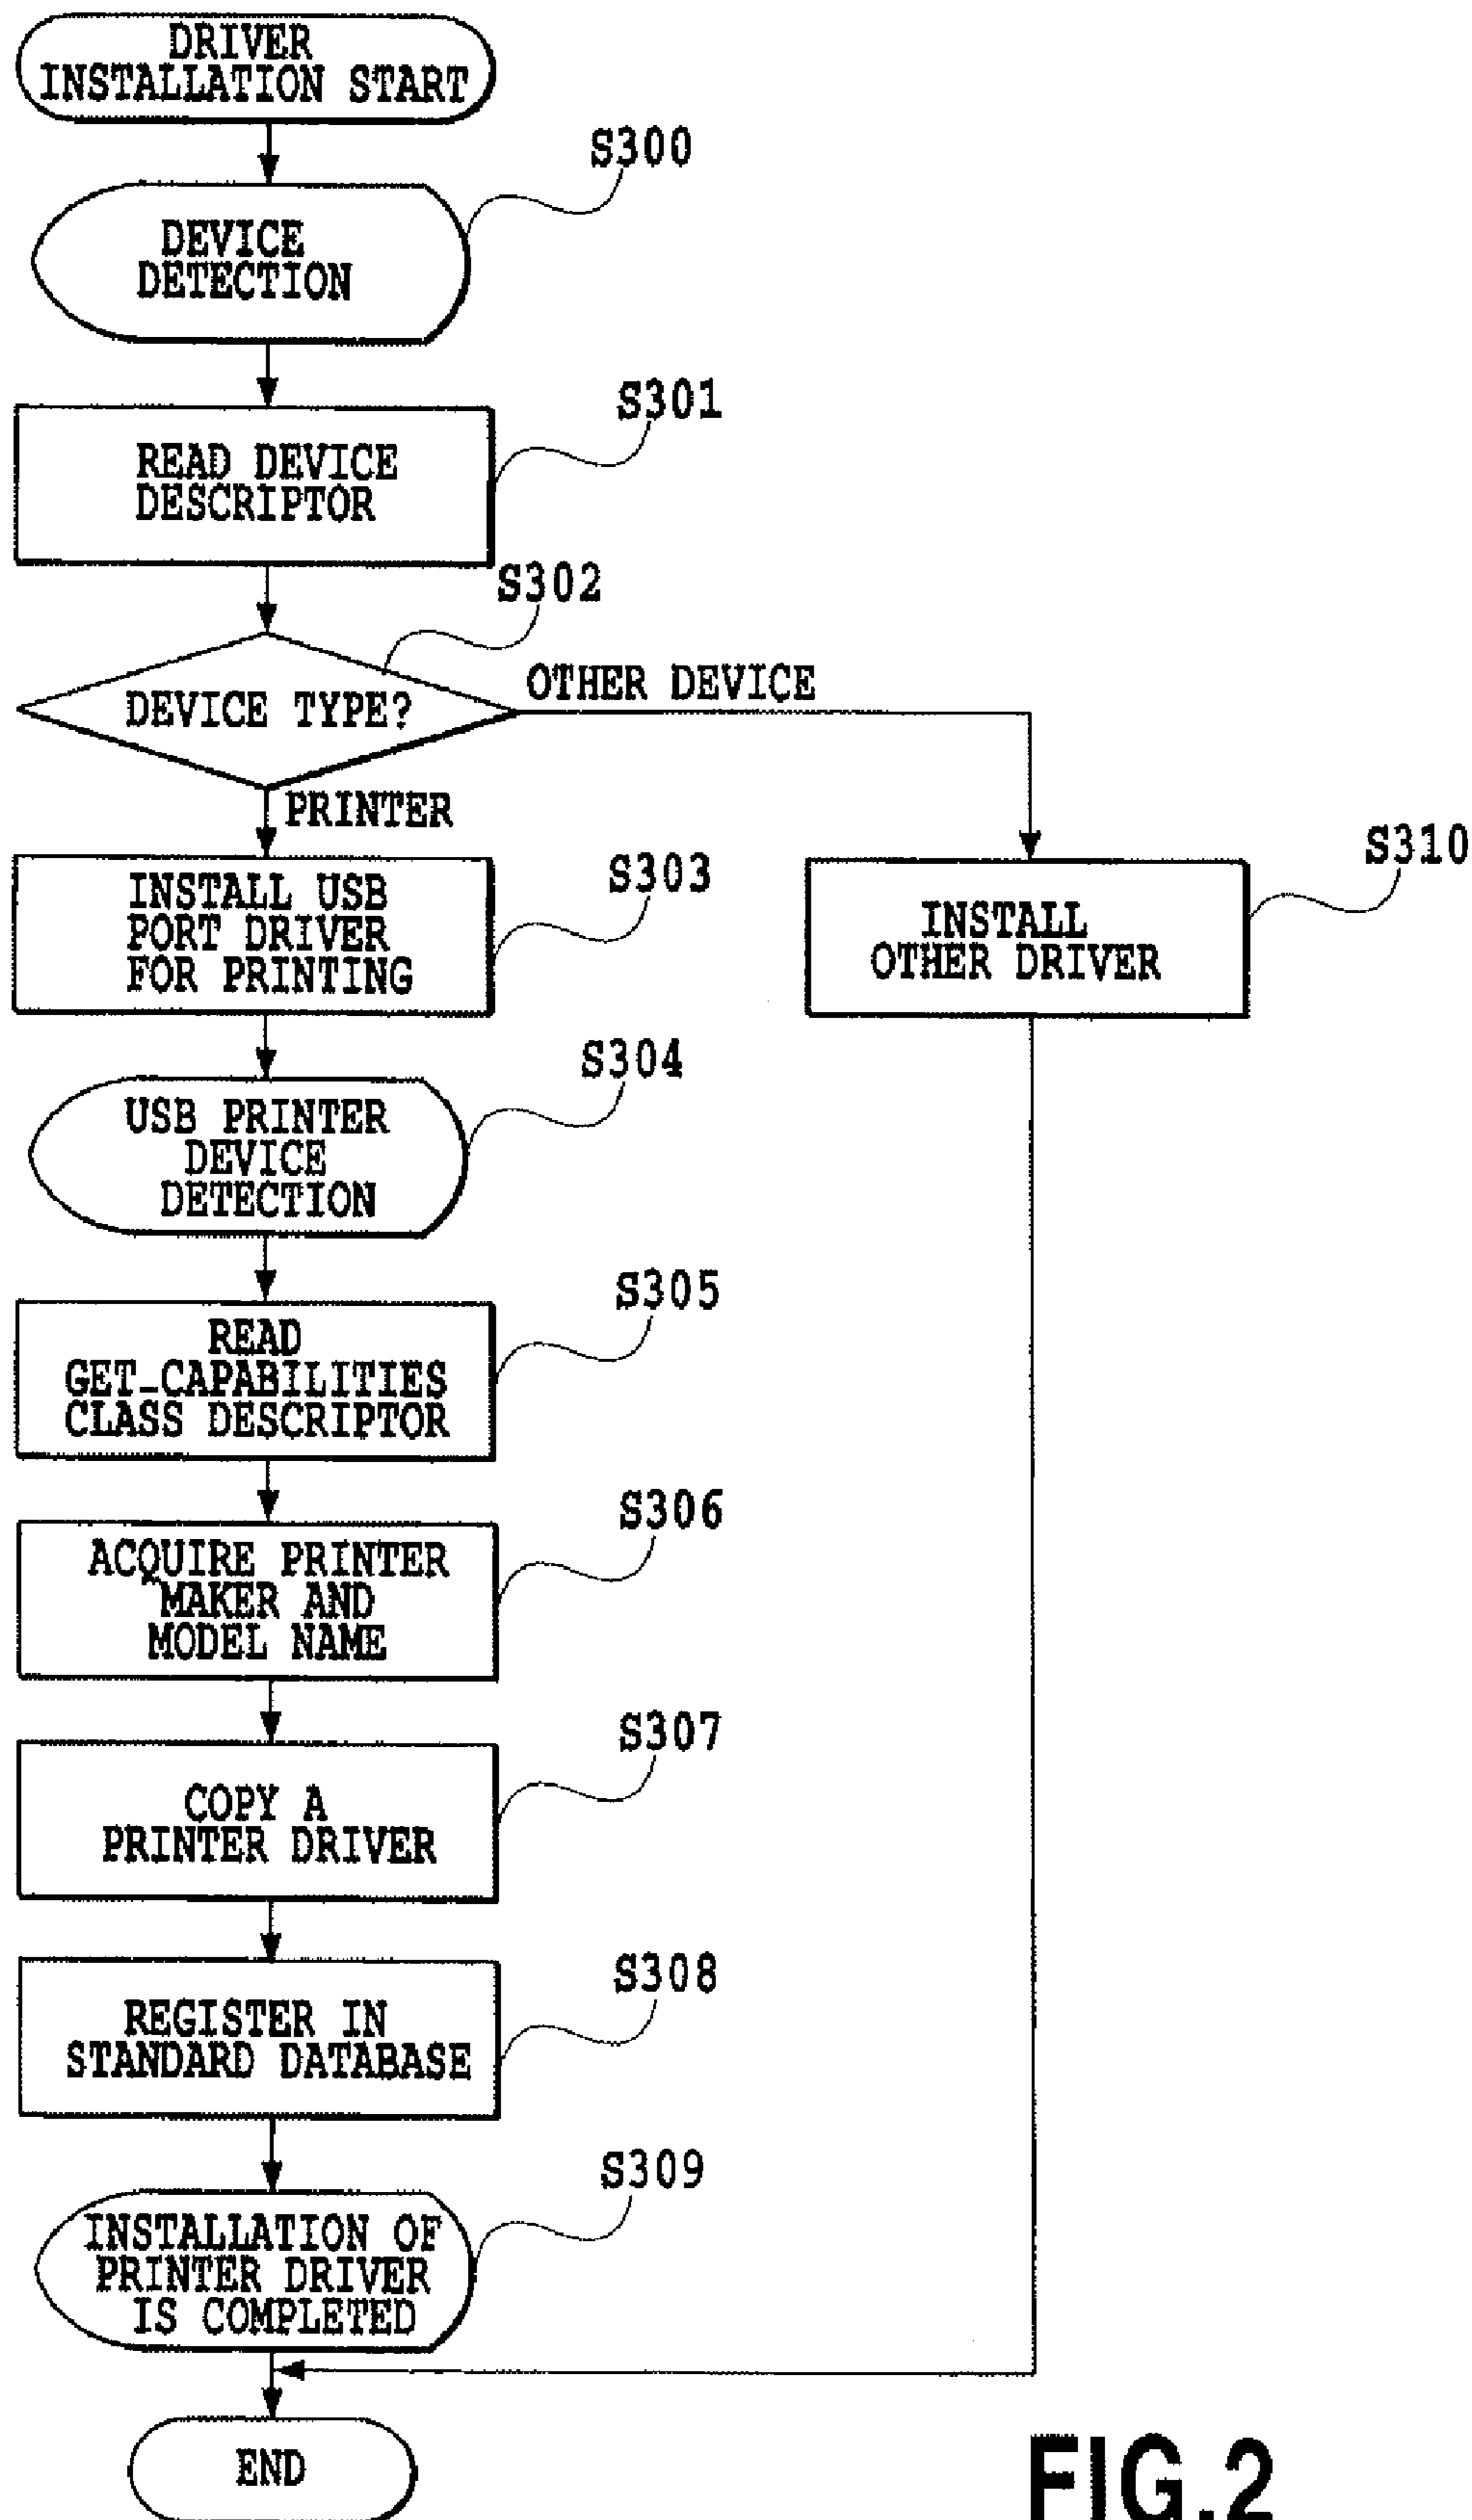 DRIVER
INSTALLATION START
S300
DEVICE
DETECTION
S301
READ DEVICE
DESCRIPTOR
S302
DEVICE TYPE?
OTHER DEVICE
PRINTER
S303
INSTALL USB
PORT DRIVER
FOR PRINTING
S310
INSTALL
OTHER DRIVER
S304
USB PRINTER
DEVICE
DETECTION
S305
READ
GET_CAPABILITIES
CLASS DESCRIPTOR
S306
ACQUIRE PRINTER
MAKER AND
MODEL NAME
S307
COPY A
PRINTER DRIVER
S308
REGISTER IN
STANDARD DATABASE
S309
INSTALLATION OF
PRINTER DRIVER
IS COMPLETED
END
FIG.2